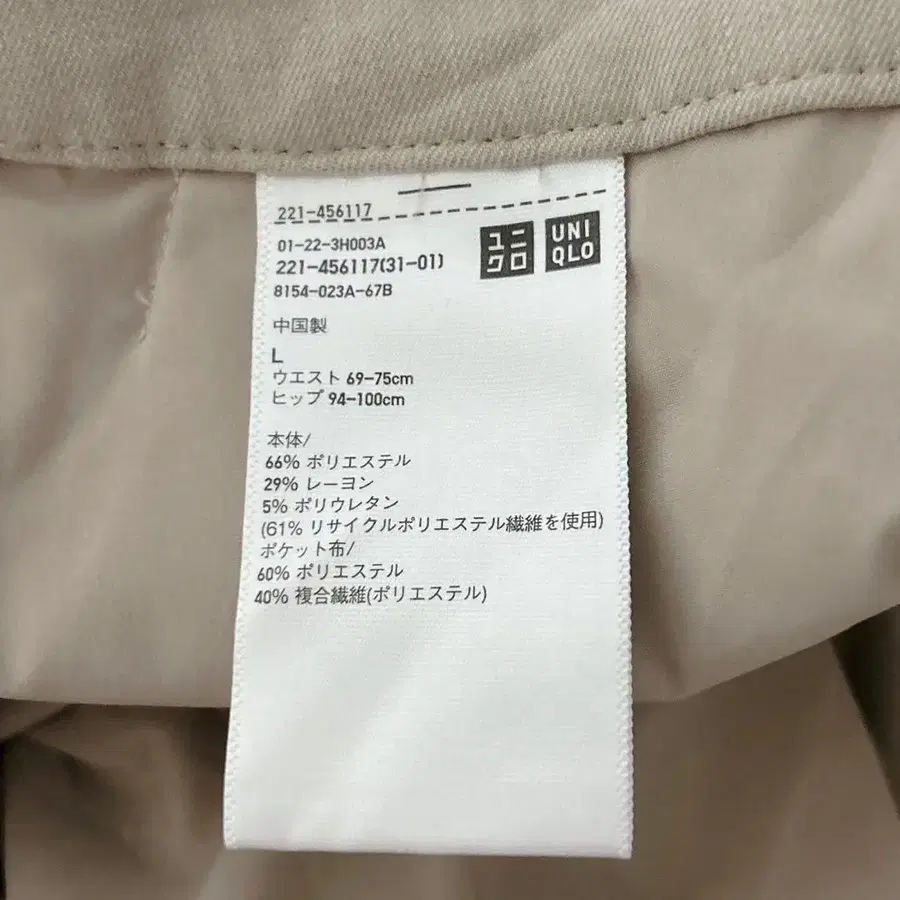 221-456117
01-22-3H003A
221-456117(31-01)
8154-023A-67B
ユニ
クロ
UNI
QLO
中国製
L
ウエスト 69-75cm
ヒップ 94-100cm
本体/
66% ポリエステル
29% レーヨン
5% ポリウレタン
(61% リサイクルポリエステル繊維を使用)
ポケット布/
60% ポリエステル
40% 複合繊維(ポリエステル)